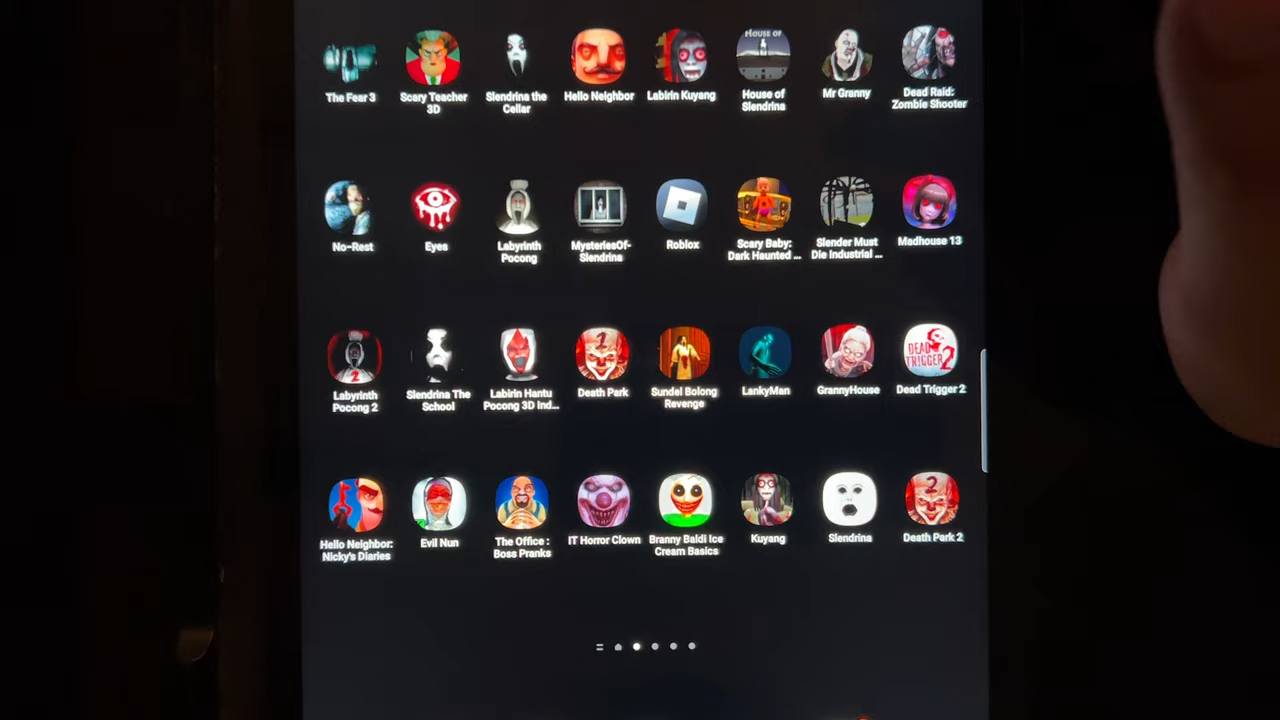 HOUSE OF
The Fear 3
Scary Teacher
3D
Slendrina the
Cellar
Hello Neighbor
Labirin Kuyang
House of
Slendrina
Mr Granny
Dead Raid:
Zombie Shooter
No-Rest
Eyes
Labyrinth
Pocong
MysteriesOf-
Slendrina
Roblox
Scary Baby:
Dark Haunted ...
Slender Must
Die Industrial ...
Madhouse 13
2
Labyrinth
Pocong 2
Slendrina The
School
Labirin Hantu
Pocong 3D Ind...
Death Park
Sundel Bolong
Revenge
LankyMan
GrannyHouse
DEAD
TRIGGER
2
Dead Trigger 2
Hello Neighbor:
Nicky's Diaries
Evil Nun
The Office :
Boss Pranks
IT Horror Clown
Branny Baldi Ice
Cream Basics
Kuyang
Slendrina
2
Death Park 2